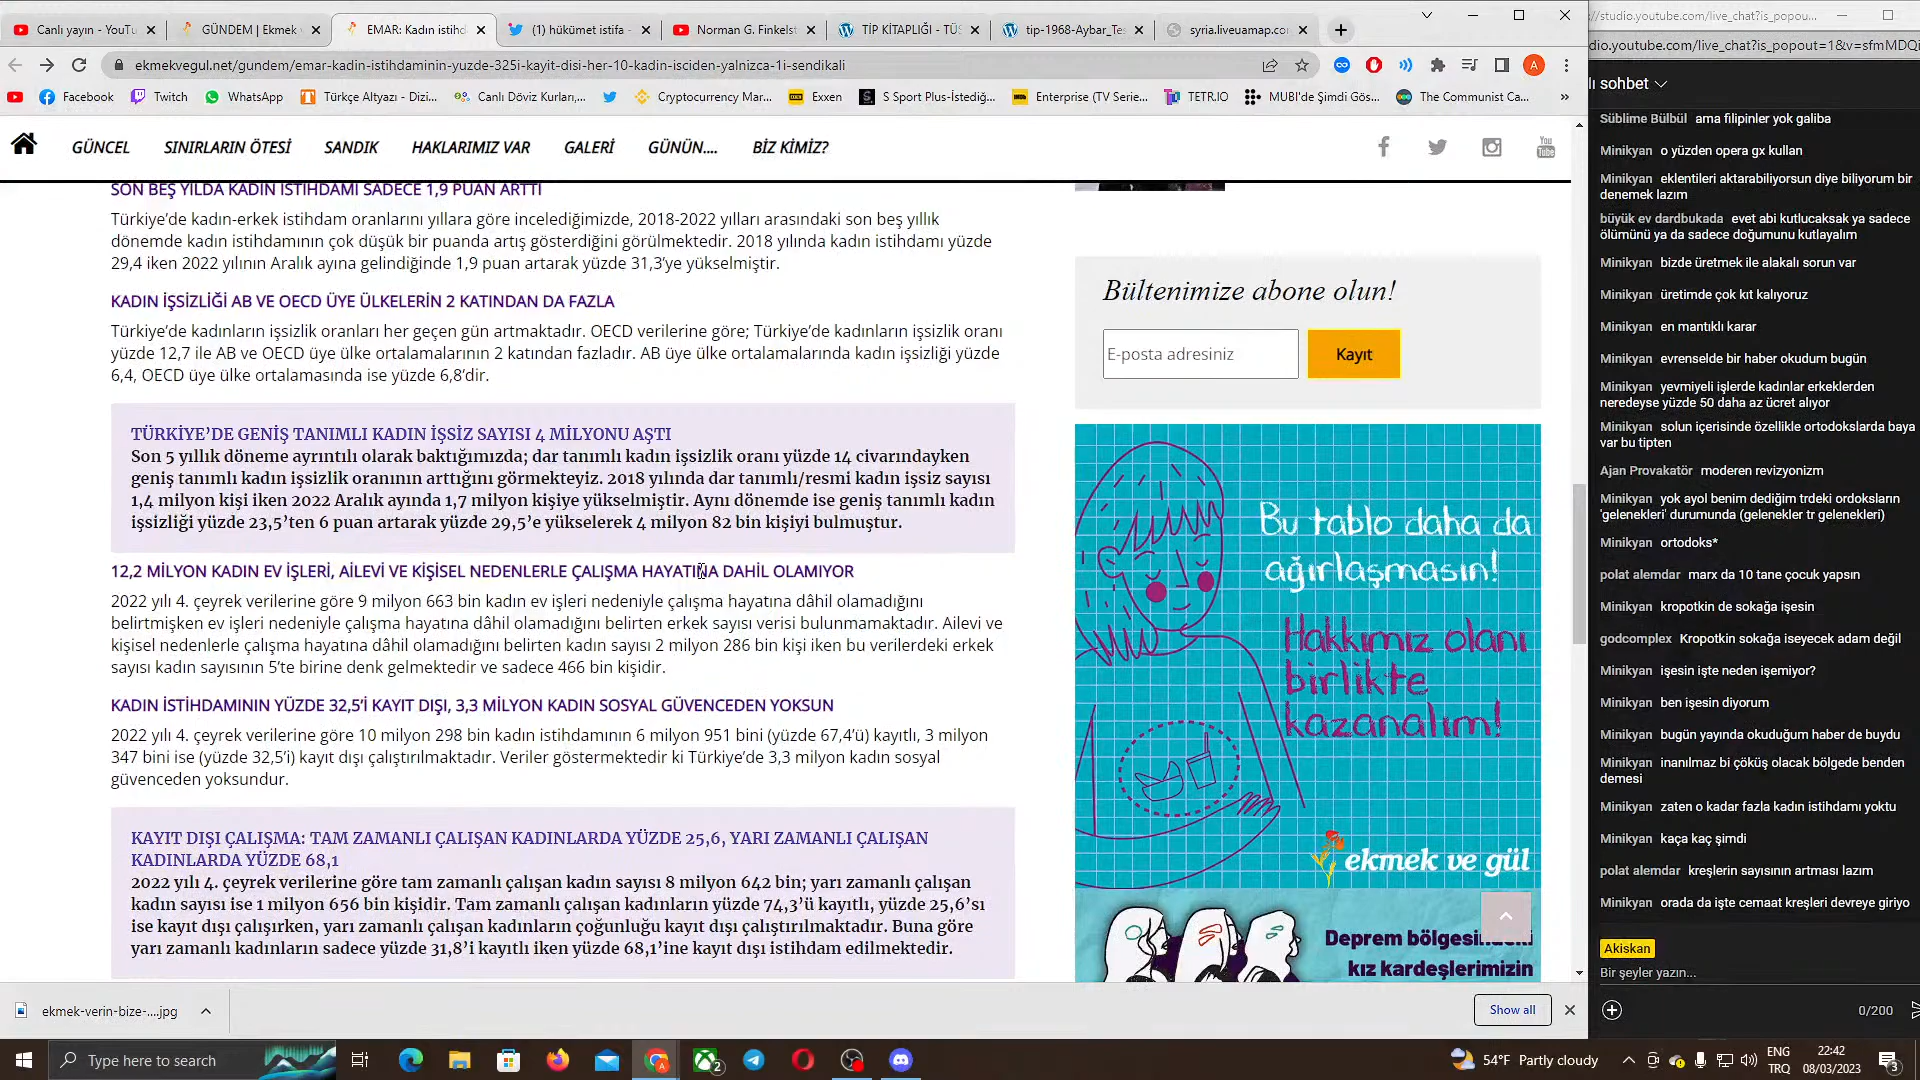 Canlı yayın - YouTu
GÜNDEM | Ekmek
EMAR: Kadın istihd
(1) hükümet istifa -
Norman G. Finkelst
TİP KİTAPLIĞI - TÜS
tip-1968-Aybar_Tes
syria.liveuamap.co
//studio.youtube.com/live_chat?is_popou...
ekmekvegul.net/gundem/emar-kadin-istihdaminin-yuzde-325i-kayit-disi-her-10-kadin-isciden-yalnizca-1i-sendikali
dio.youtube.com/live_chat?is_popout=1&v=sfmMDQi
Facebook
Twitch
WhatsApp
Türkçe Altyazı - Dizi...
Canlı Döviz Kurları,...
Cryptocurrency Mar...
Exxen
S Sport Plus-İstediğ...
Enterprise (TV Serie...
TETR.IO
MUBI'de Şimdi Gös...
The Communist Ca...
GÜNCEL
SINIRLARIN ÖTESİ
SANDIK
HAKLARIMIZ VAR
GALERİ
GÜNÜN....
BİZ KİMİZ?
SON BEŞ YILDA KADIN İSTİHDAMI SADECE 1,9 PUAN ARTTI
Türkiye’de kadın-erkek istihdam oranlarını yıllara göre incelediğimizde, 2018-2022 yılları arasındaki son beş yıllık
dönemde kadın istihdamının çok düşük bir puanda artış gösterdiğini görülmektedir. 2018 yılında kadın istihdamı yüzde
29,4 iken 2022 yılının Aralık ayına gelindiğinde 1,9 puan artarak yüzde 31,3’ye yükselmiştir.
KADIN İŞSİZLİĞİ AB VE OECD ÜYE ÜLKELERİN 2 KATINDAN DA FAZLA
Türkiye’de kadınların işsizlik oranları her geçen gün artmaktadır. OECD verilerine göre; Türkiye’de kadınların işsizlik oranı
yüzde 12,7 ile AB ve OECD üye ülke ortalamalarının 2 katından fazladır. AB üye ülke ortalamalarında kadın işsizliği yüzde
6,4, OECD üye ülke ortalamasında ise yüzde 6,8’dir.
TÜRKİYE’DE GENİŞ TANIMLI KADIN İŞSİZ SAYISI 4 MİLYONU AŞTI
Son 5 yıllık döneme ayrıntılı olarak baktığımızda; dar tanımlı kadın işsizlik oranı yüzde 14 civarındayken
geniş tanımlı kadın işsizlik oranının arttığını görmekteyiz. 2018 yılında dar tanımlı/resmi kadın işsiz sayısı
1,4 milyon kişi iken 2022 Aralık ayında 1,7 milyon kişiye yükselmiştir. Aynı dönemde ise geniş tanımlı kadın
işsizliği yüzde 23,5’ten 6 puan artarak yüzde 29,5’e yükselerek 4 milyon 82 bin kişiyi bulmuştur.
12,2 MİLYON KADIN EV İŞLERİ, AİLEVİ VE KİŞİSEL NEDENLERLE ÇALIŞMA HAYATINA DAHİL OLAMIYOR
2022 yılı 4. çeyrek verilerine göre 9 milyon 663 bin kadın ev işleri nedeniyle çalışma hayatına dâhil olamadığını
belirtmişken ev işleri nedeniyle çalışma hayatına dâhil olamadığını belirten erkek sayısı verisi bulunmamaktadır. Ailevi ve
kişisel nedenlerle çalışma hayatına dâhil olamadığını belirten kadın sayısı 2 milyon 286 bin kişi iken bu verilerdeki erkek
sayısı kadın sayısının 5’te birine denk gelmektedir ve sadece 466 bin kişidir.
KADIN İSTİHDAMININ YÜZDE 32,5’İ KAYIT DIŞI, 3,3 MİLYON KADIN SOSYAL GÜVENCEDEN YOKSUN
2022 yılı 4. çeyrek verilerine göre 10 milyon 298 bin kadın istihdamının 6 milyon 951 bini (yüzde 67,4’ü) kayıtlı, 3 milyon
347 bini ise (yüzde 32,5’i) kayıt dışı çalıştırılmaktadır. Veriler göstermektedir ki Türkiye’de 3,3 milyon kadın sosyal
güvenceden yoksundur.
KAYIT DIŞI ÇALIŞMA: TAM ZAMANLI ÇALIŞAN KADINLARDA YÜZDE 25,6, YARI ZAMANLI ÇALIŞAN
KADINLARDA YÜZDE 68,1
2022 yılı 4. çeyrek verilerine göre tam zamanlı çalışan kadın sayısı 8 milyon 642 bin; yarı zamanlı çalışan
kadın sayısı ise 1 milyon 656 bin kişidir. Tam zamanlı çalışan kadınların yüzde 74,3’ü kayıtlı, yüzde 25,6’sı
ise kayıt dışı çalışırken, yarı zamanlı çalışan kadınların çoğunluğu kayıt dışı çalıştırılmaktadır. Buna göre
yarı zamanlı kadınların sadece yüzde 31,8’i kayıtlı iken yüzde 68,1’ine kayıt dışı istihdam edilmektedir.
Bültenimize abone olun!
E-posta adresiniz
Kayıt
Bu tablo daha da
ağırlaşmasın!
Hakkımız olanı
birlikte
kazanalım!
ekmek ve gül
Deprem bölgesindeki
kız kardeşlerimizin
lı sohbet
Süblime Bülbül ama filipinler yok galiba
Minikyan o yüzden opera gx kullan
Minikyan eklentileri aktarabiliyorsun diye biliyorum bir
denemek lazım
büyük ev dardbukada evet abi kutlucaksak ya sadece
ölümünü ya da sadece doğumunu kutlayalım
Minikyan bizde üretmek ile alakalı sorun var
Minikyan üretimde çok kıt kalıyoruz
Minikyan en mantıklı karar
Minikyan evrenselde bir haber okudum bugün
Minikyan yevmiyeli işlerde kadınlar erkeklerden
neredeyse yüzde 50 daha az ücret alıyor
Minikyan solun içerisinde özellikle ortodokslarda baya
var bu tipten
Ajan Provakatör moderen revizyonizm
Minikyan yok ayol benim dediğim trdeki ordoksların
'gelenekleri' durumında (gelenekler tr gelenekleri)
Minikyan ortodoks*
polat alemdar marx da 10 tane çocuk yapsın
Minikyan kropotkin de sokağa işesin
godcomplex Kropotkin sokağa iseyecek adam değil
Minikyan işesin işte neden işemiyor?
Minikyan ben işesin diyorum
Minikyan bugün yayında okuduğum haber de buydu
Minikyan inanılmaz bi çöküş olacak bölgede benden
demesi
Minikyan zaten o kadar fazla kadın istihdamı yoktu
Minikyan kaça kaç şimdi
polat alemdar kreşlerin sayısının artması lazım
Minikyan orada da işte cemaat kreşleri devreye giriyo
Akiskan
Bir şeyler yazın...
0/200
ekmek-verin-bize-....jpg
Show all
Type here to search
54°F Partly cloudy
ENG
TRQ
22:42
08/03/2023